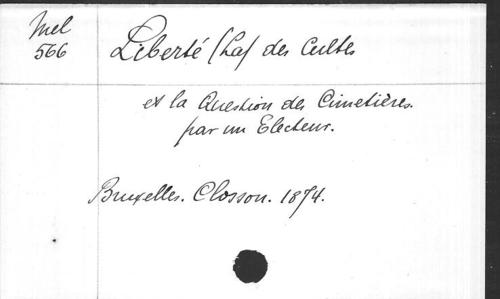 Mel
566
Liberté (La) des Cultes
et la Question des Cimetières.
par un Electeur.
Bruxelles. Closson. 1874.